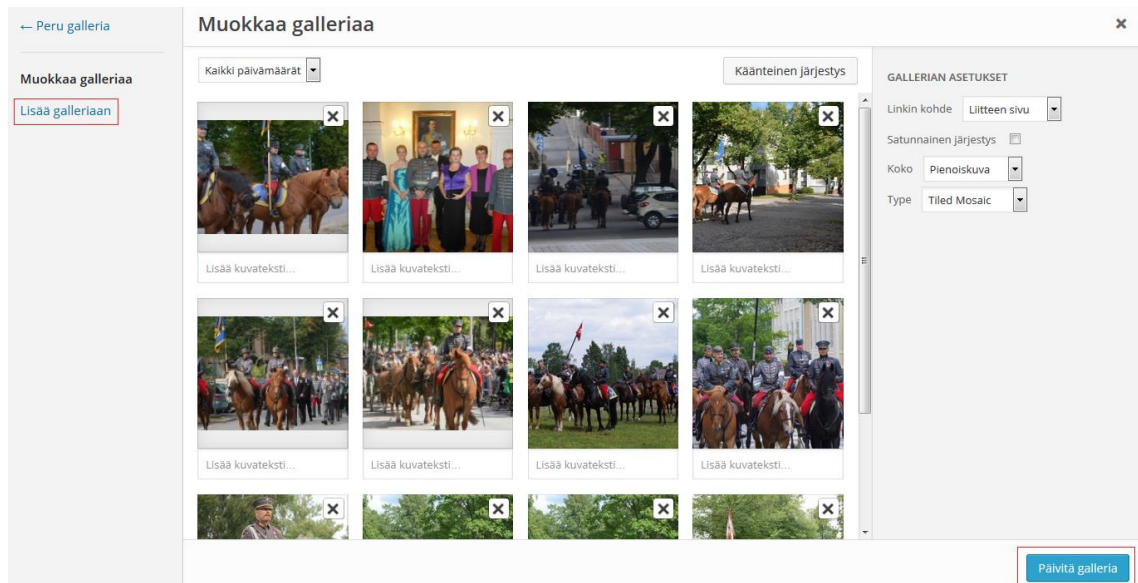 ← Peru galleria
Muokkaa galleriaa
Lisää galleriaan
Muokkaa galleriaa
Kaikki päivämäärät
Käänteinen järjestys
Lisää kuvateksti...
Lisää kuvateksti...
Lisää kuvateksti...
Lisää kuvateksti...
Lisää kuvateksti...
Lisää kuvateksti...
Lisää kuvateksti...
Lisää kuvateksti...
GALLERIAN ASETUKSET
Linkin kohde Liitteen sivu
Satunnainen järjestys
Koko Pienoiskuva
Type Tiled Mosaic
Päivitä galleria